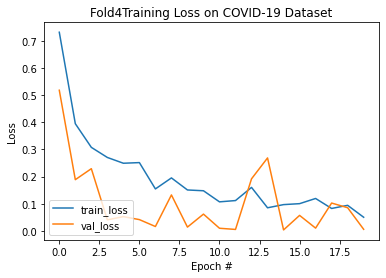 Fold4Training Loss on COVID-19 Dataset
Loss
0.7
0.6
0.5
0.4
0.3
0.2
0.1
0.0
train_loss
val_loss
0.0 2.5 5.0 7.5 10.0 12.5 15.0 17.5
Epoch #